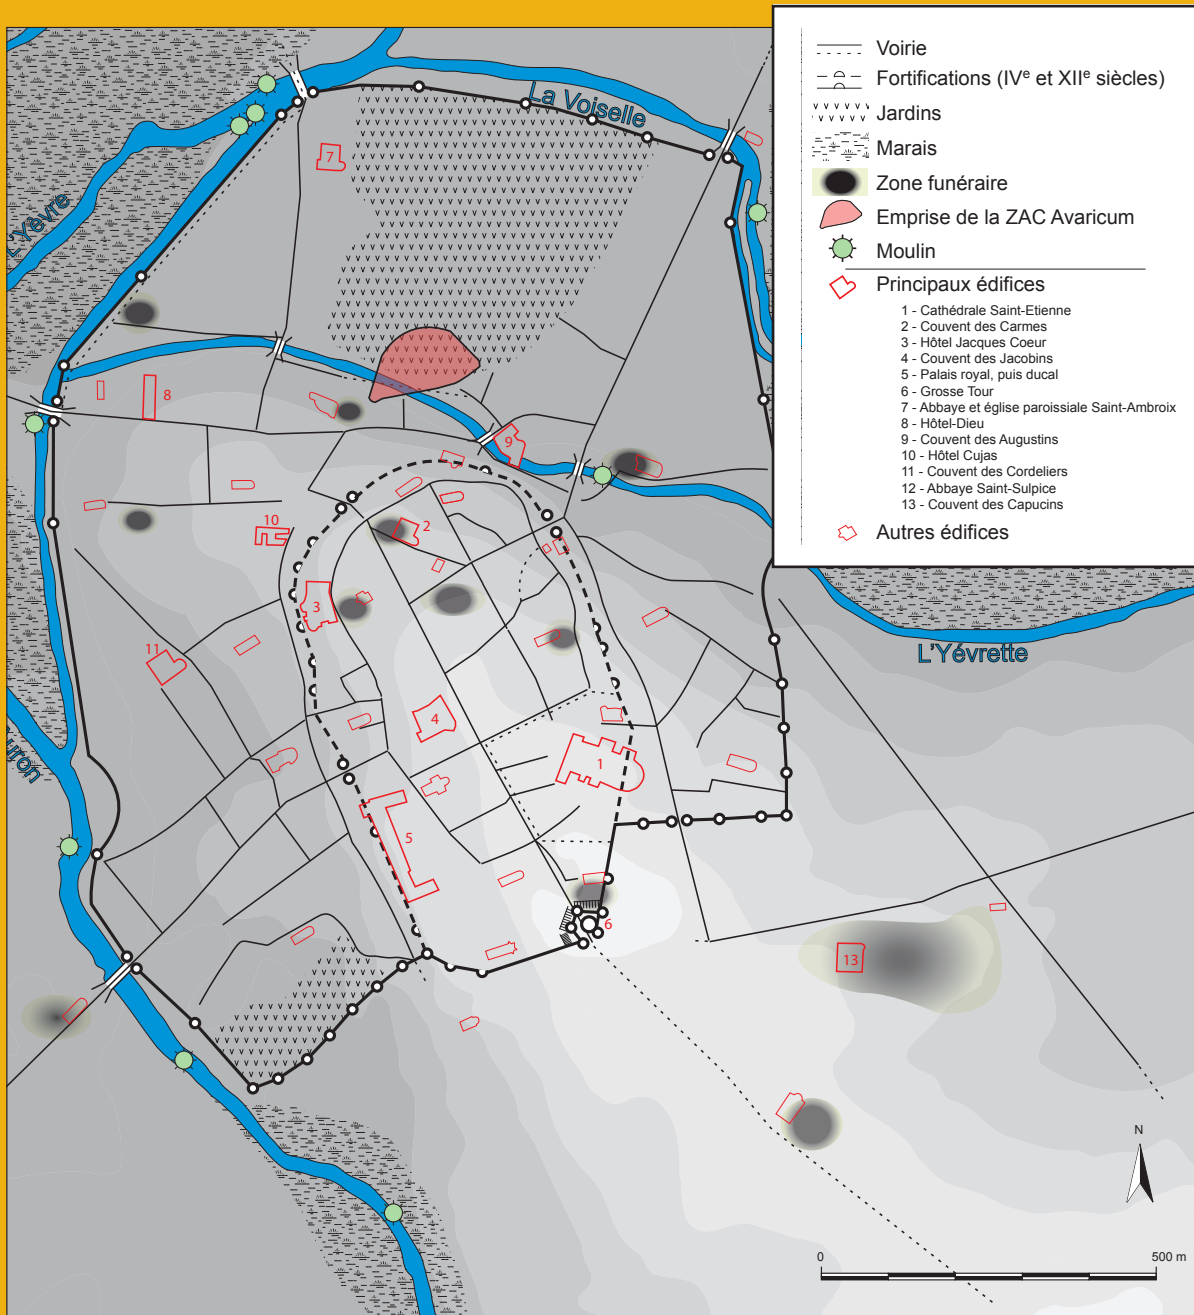 Voirie
Fortifications (IVe et XIIe siècles)
Jardins
Marais
Zone funéraire
Emprise de la ZAC Avaricum
Moulin
Principaux édifices
1 - Cathédrale Saint-Etienne
2 - Couvent des Carmes
3 - Hôtel Jacques Coeur
4 - Couvent des Jacobins
5 - Palais royal, puis ducal
6 - Grosse Tour
7 - Abbaye et église paroissiale Saint-Ambroix
8 - Hôtel-Dieu
9 - Couvent des Augustins
10 - Hôtel Cujas
11 - Couvent des Cordeliers
12 - Abbaye Saint-Sulpice
13 - Couvent des Capucins
Autres édifices
La Voiselle
7
L'Yèvre
8
9
10
2
3
11
L'Yévrette
4
1
5
6
13
N
0
500 m